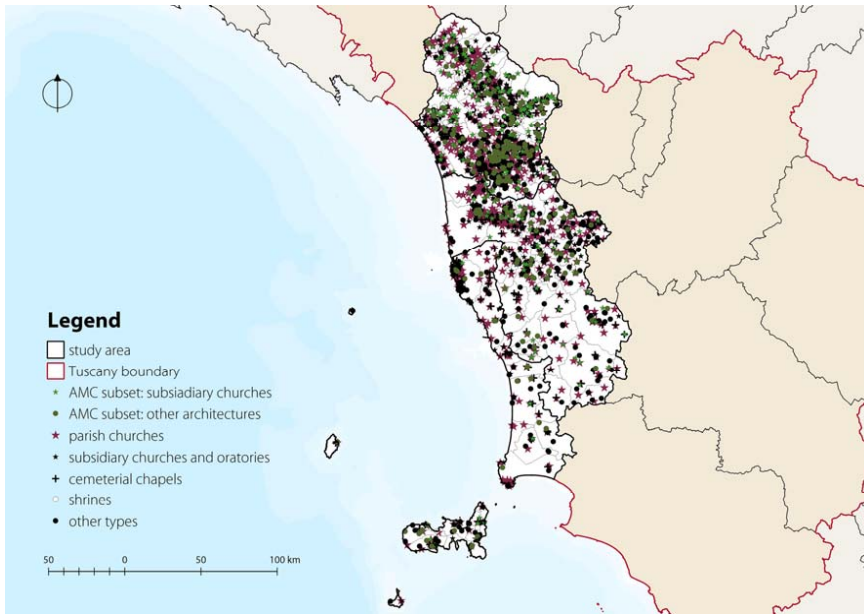 Legend
study area
Tuscany boundary
AMC subset: subsiadiary churches
AMC subset: other architectures
parish churches
subsidiary churches and oratories
cemeterial chapels
shrines
other types
50 0 50 100 km